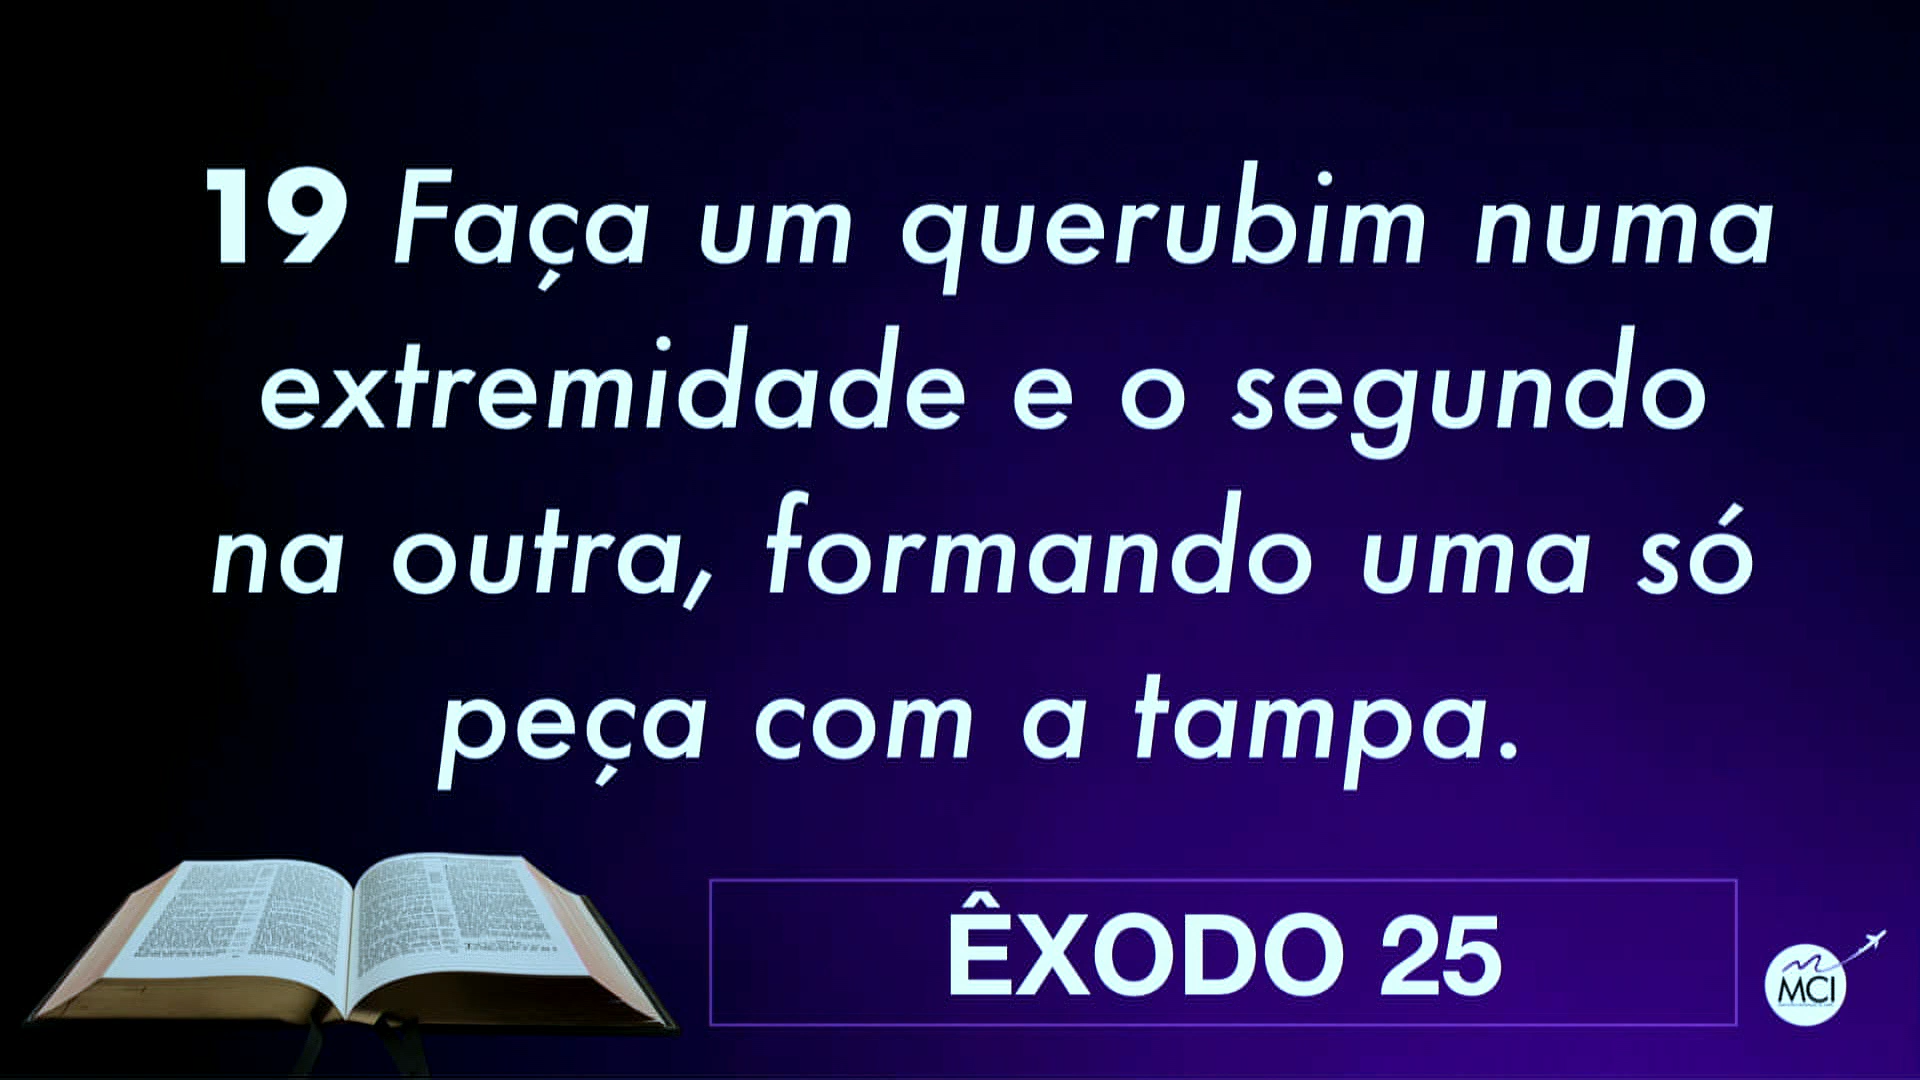 19 Faça um querubim numa
extremidade e o segundo
na outra, formando uma só
peça com a tampa.
ÊXODO 25
MCI